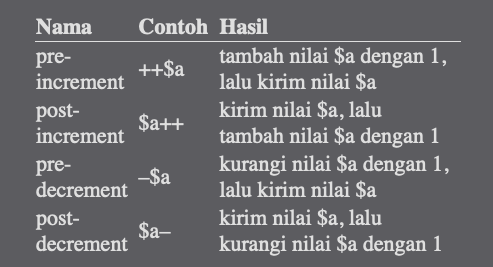 Nama Contoh Hasil
pre-increment ++$a tambah nilai $a dengan 1, lalu kirim nilai $a
post-increment $a++ kirim nilai $a, lalu tambah nilai $a dengan 1
pre-decrement –$a kurangi nilai $a dengan 1, lalu kirim nilai $a
post-decrement $a– kirim nilai $a, lalu kurangi nilai $a dengan 1